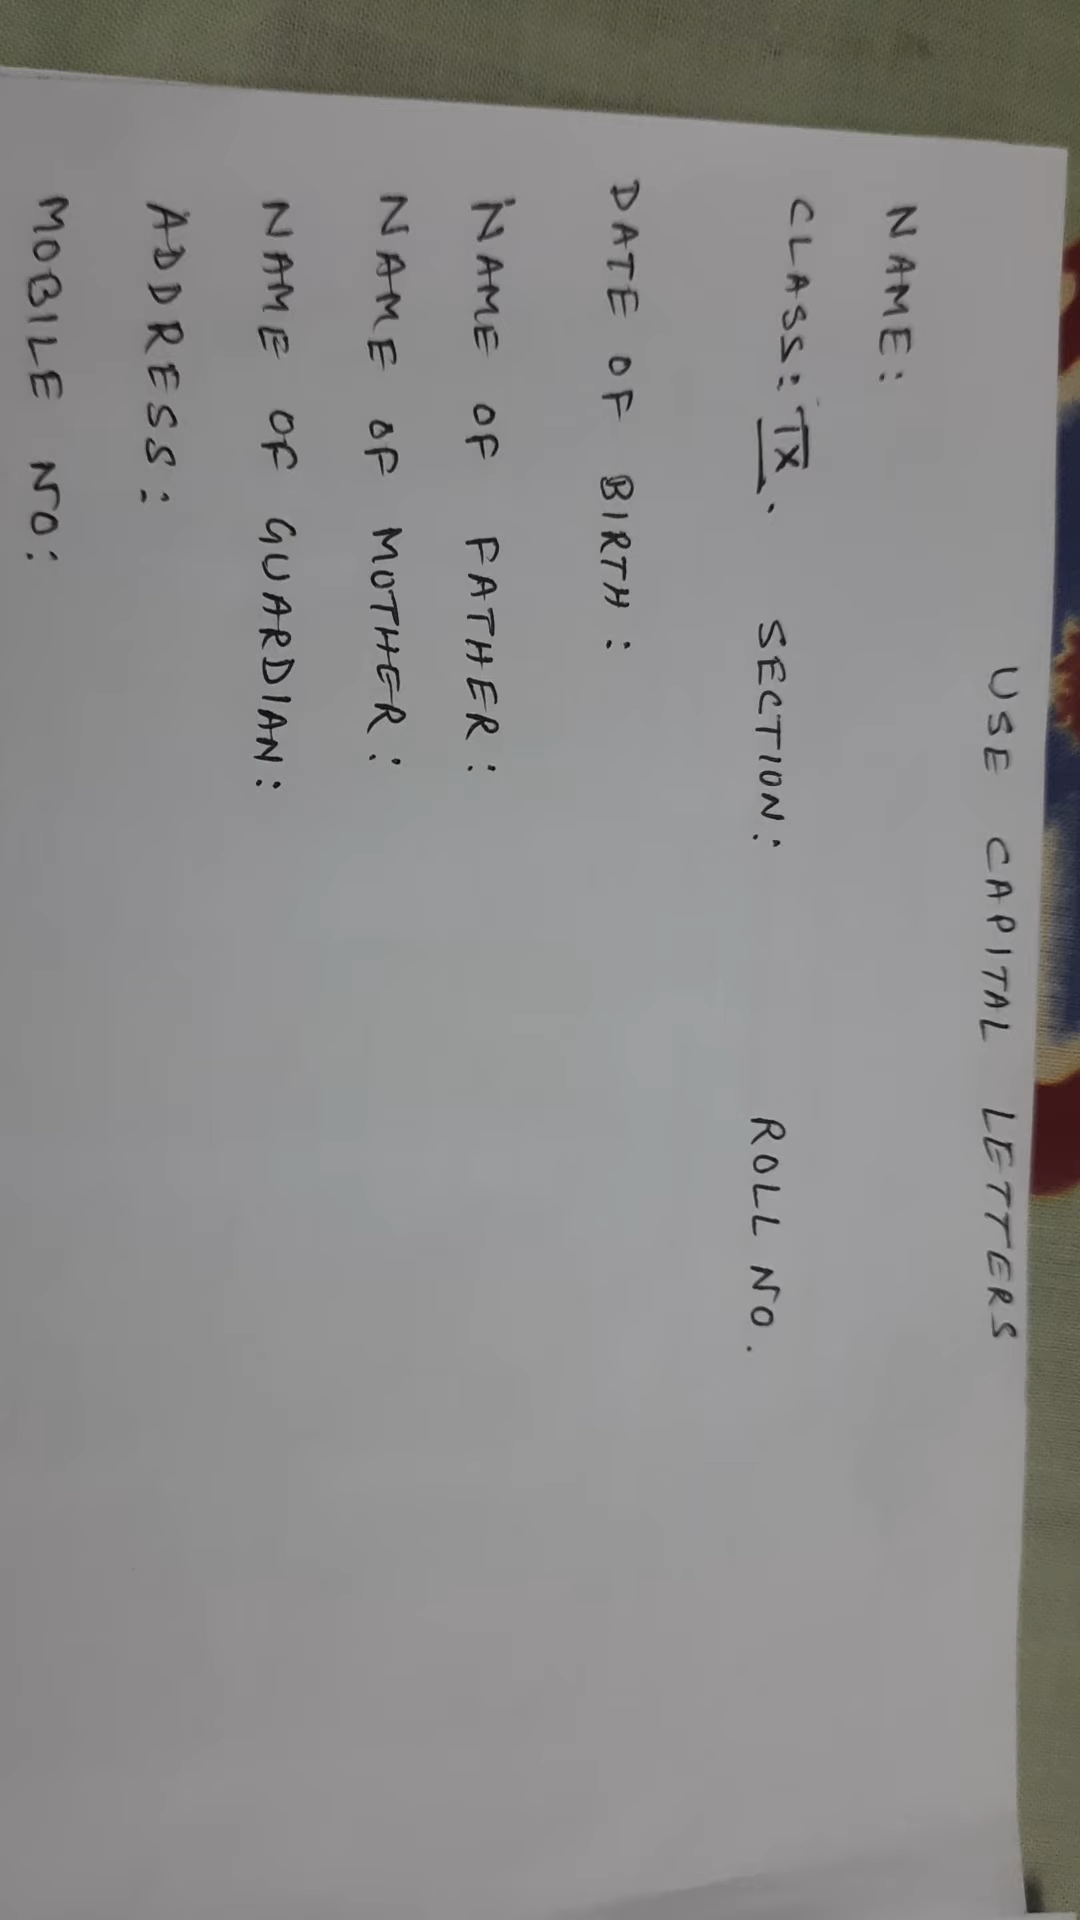 USE CAPITAL LETTERS
NAME:
CLASS: IX. SECTION: ROLL NO.
DATE OF BIRTH:
NAME OF FATHER:
NAME OF MOTHER:
NAME OF GUARDIAN:
ADDRESS:
MOBILE NO: